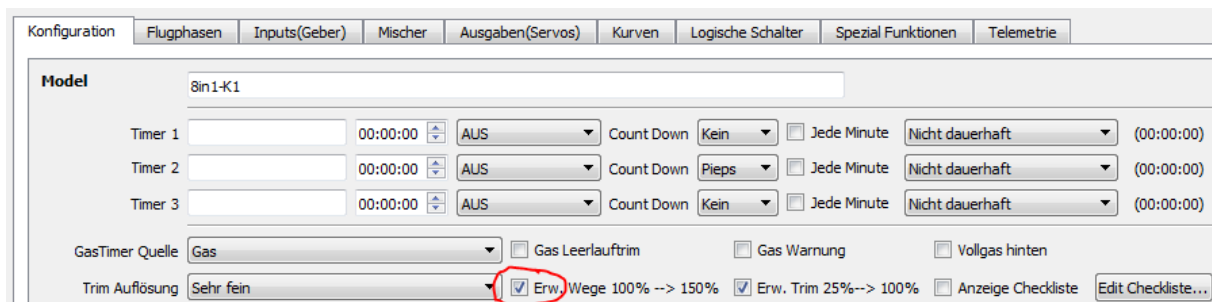 Konfiguration Flugphasen Inputs(Geber) Mischer Ausgaben(Servos) Kurven Logische Schalter Spezial Funktionen Telemetrie
Model 8in1-K1
Timer 1 00:00:00 AUS Count Down Kein Jede Minute Nicht dauerhaft (00:00:00)
Timer 2 00:00:00 AUS Count Down Pieps Jede Minute Nicht dauerhaft (00:00:00)
Timer 3 00:00:00 AUS Count Down Kein Jede Minute Nicht dauerhaft (00:00:00)
GasTimer Quelle Gas Gas Leerlauftrim Gas Warnung Vollgas hinten
Trim Auflösung Sehr fein Erw. Wege 100% --> 150% Erw. Trim 25%--> 100% Anzeige Checkliste Edit Checkliste...